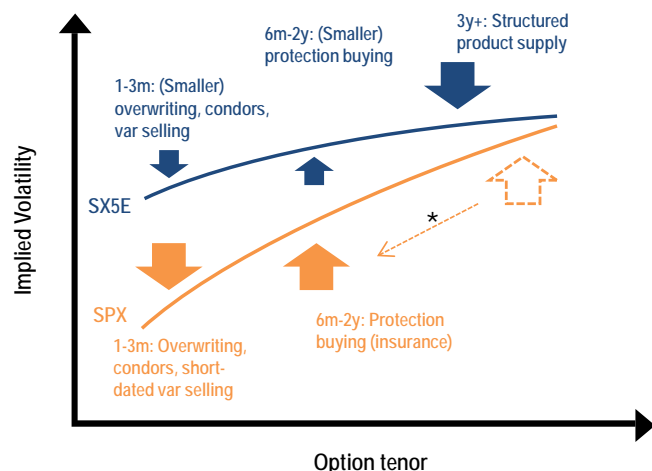 3y+: Structured
product supply
6m-2y: (Smaller)
protection buying
1-3m: (Smaller)
overwriting, condors,
var selling
SX5E
*
SPX
1-3m: Overwriting,
condors, short-
dated var selling
6m-2y: Protection
buying (insurance)
Implied Volatility
Option tenor